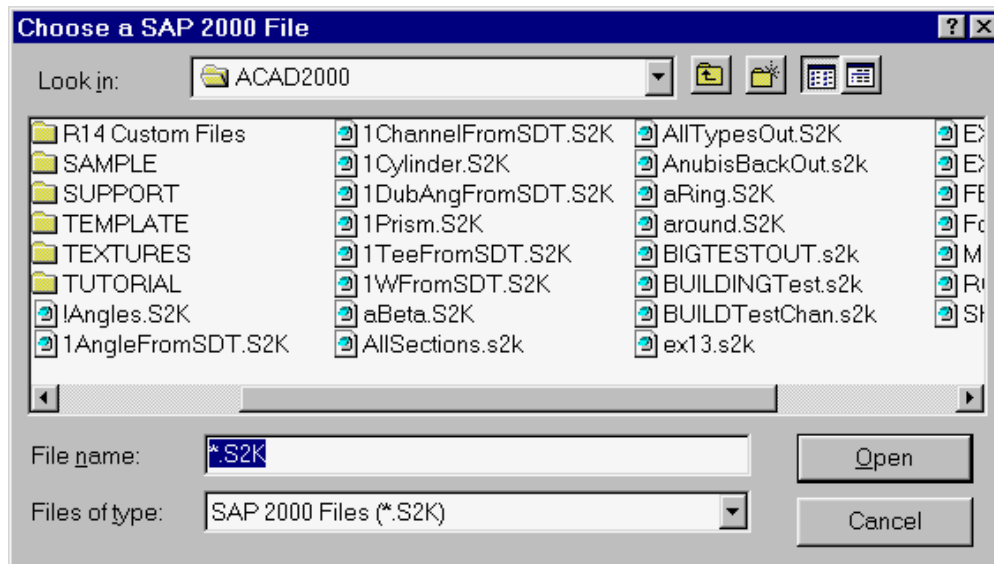 Choose a SAP 2000 File
Look in: ACAD2000
R14 Custom Files 1ChannelFromSDT.S2K AllTypesOut.S2K
SAMPLE 1Cylinder.S2K AnubisBackOut.s2k
SUPPORT 1DubAngFromSDT.S2K aRing.S2K
TEMPLATE 1Prism.S2K around.S2K
TEXTURES 1TeeFromSDT.S2K BIGTESTOUT.s2k
TUTORIAL 1WFromSDT.S2K BUILDINGTest.s2k
!Angles.S2K aBeta.S2K BUILDTestChan.s2k
1AngleFromSDT.S2K AllSections.s2k ex13.s2k
File name: *.S2K Open
Files of type: SAP 2000 Files (*.S2K) Cancel